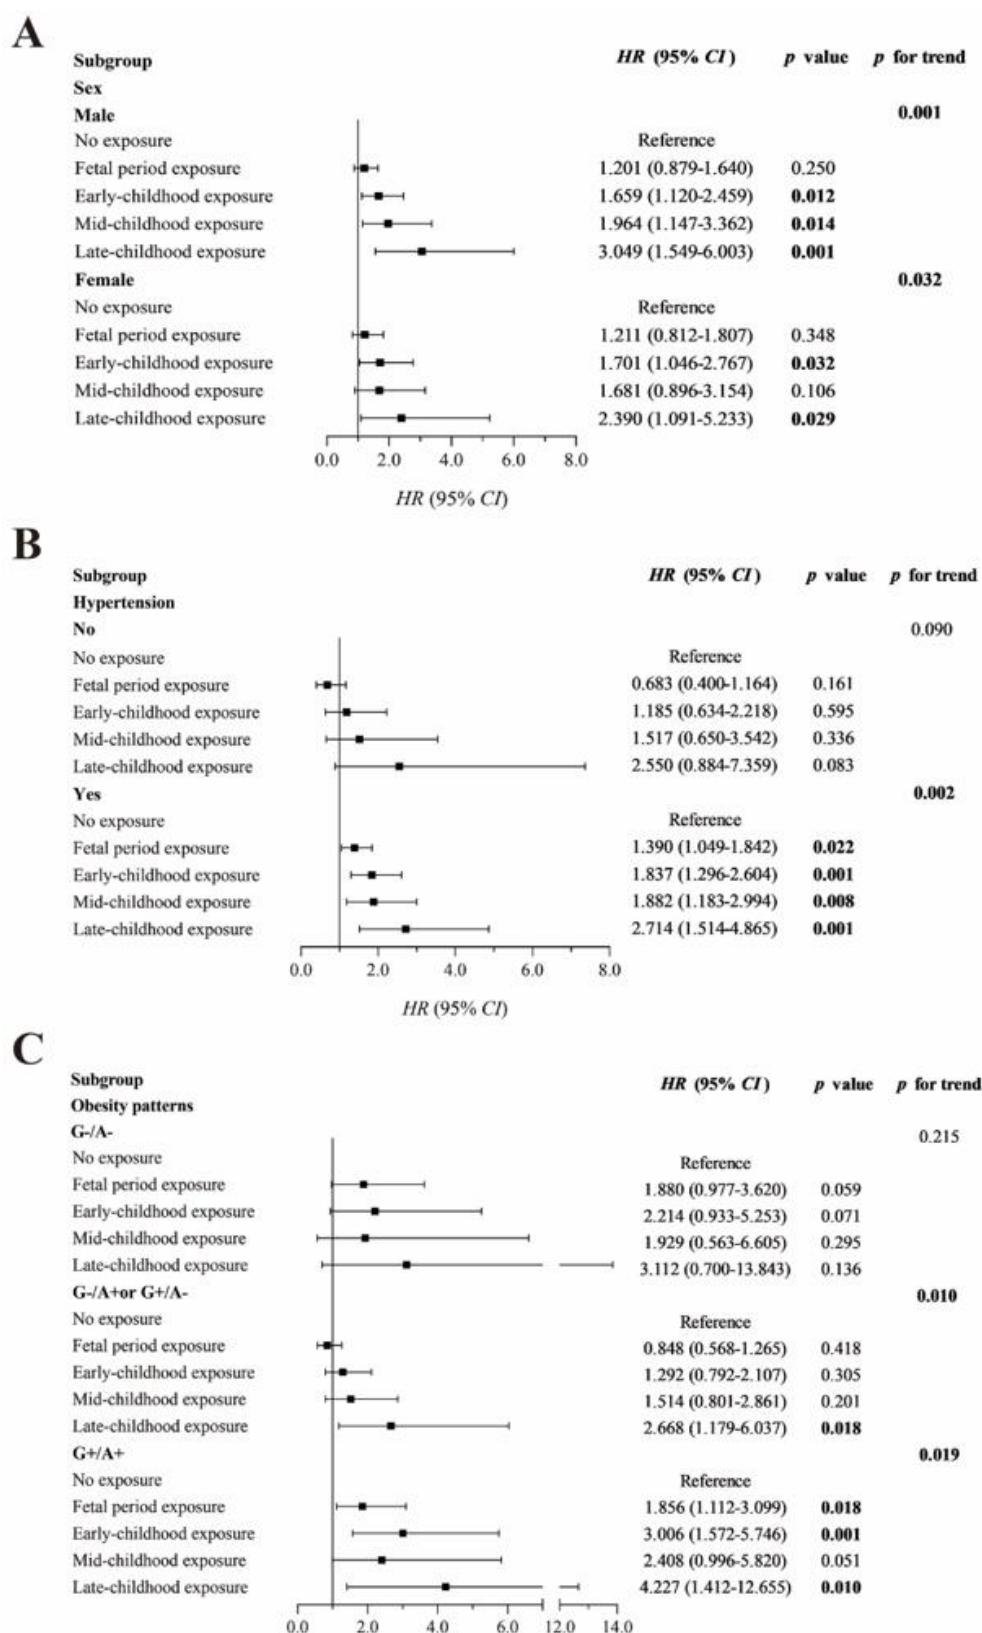 A
Subgroup HR (95% CI) p value p for trend
Sex
Male 0.001
No exposure Reference
Fetal period exposure 1.201 (0.879-1.640) 0.250
Early-childhood exposure 1.659 (1.120-2.459) 0.012
Mid-childhood exposure 1.964 (1.147-3.362) 0.014
Late-childhood exposure 3.049 (1.549-6.003) 0.001
Female 0.032
No exposure Reference
Fetal period exposure 1.211 (0.812-1.807) 0.348
Early-childhood exposure 1.701 (1.046-2.767) 0.032
Mid-childhood exposure 1.681 (0.896-3.154) 0.106
Late-childhood exposure 2.390 (1.091-5.233) 0.029
0.0 2.0 4.0 6.0 8.0
HR (95% CI)
B
Subgroup HR (95% CI) p value p for trend
Hypertension
No 0.090
No exposure Reference
Fetal period exposure 0.683 (0.400-1.164) 0.161
Early-childhood exposure 1.185 (0.634-2.218) 0.595
Mid-childhood exposure 1.517 (0.650-3.542) 0.336
Late-childhood exposure 2.550 (0.884-7.359) 0.083
Yes 0.002
No exposure Reference
Fetal period exposure 1.390 (1.049-1.842) 0.022
Early-childhood exposure 1.837 (1.296-2.604) 0.001
Mid-childhood exposure 1.882 (1.183-2.994) 0.008
Late-childhood exposure 2.714 (1.514-4.865) 0.001
0.0 2.0 4.0 6.0 8.0
HR (95% CI)
C
Subgroup HR (95% CI) p value p for trend
Obesity patterns
G-/A- 0.215
No exposure Reference
Fetal period exposure 1.880 (0.977-3.620) 0.059
Early-childhood exposure 2.214 (0.933-5.253) 0.071
Mid-childhood exposure 1.929 (0.563-6.605) 0.295
Late-childhood exposure 3.112 (0.700-13.843) 0.136
G-/A+or G+/A- 0.010
No exposure Reference
Fetal period exposure 0.848 (0.568-1.265) 0.418
Early-childhood exposure 1.292 (0.792-2.107) 0.305
Mid-childhood exposure 1.514 (0.801-2.861) 0.201
Late-childhood exposure 2.668 (1.179-6.037) 0.018
G+/A+ 0.019
No exposure Reference
Fetal period exposure 1.856 (1.112-3.099) 0.018
Early-childhood exposure 3.006 (1.572-5.746) 0.001
Mid-childhood exposure 2.408 (0.996-5.820) 0.051
Late-childhood exposure 4.227 (1.412-12.655) 0.010
0.0 2.0 4.0 6.0 12.0 14.0